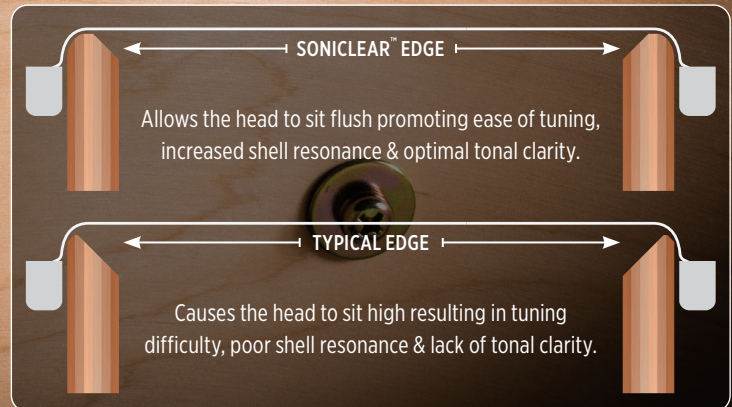 SONICLEAR™ EDGE
Allows the head to sit flush promoting ease of tuning,
increased shell resonance & optimal tonal clarity.
TYPICAL EDGE
Causes the head to sit high resulting in tuning
difficulty, poor shell resonance & lack of tonal clarity.